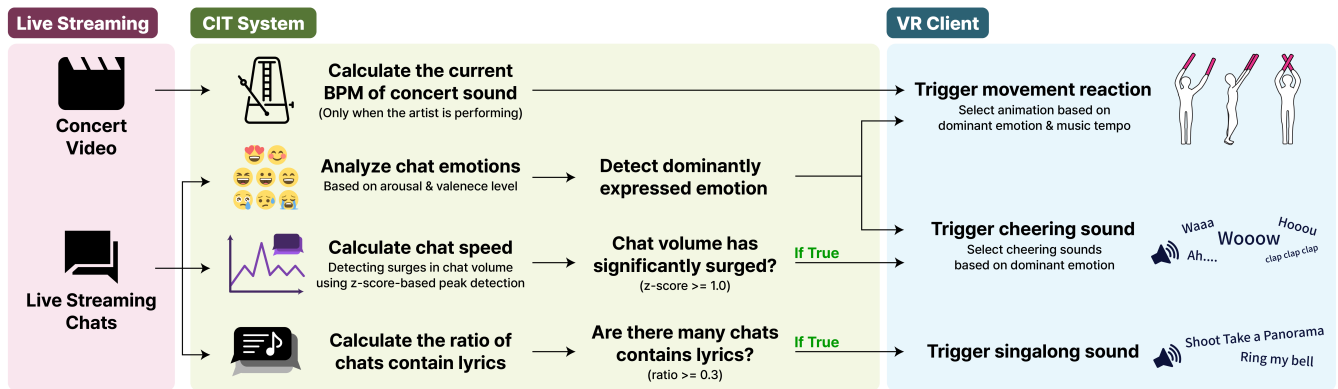 Live Streaming
CIT System
VR Client
Concert
Video
Calculate the current
BPM of concert sound
(Only when the artist is performing)
Trigger movement reaction
Select animation based on
dominant emotion & music tempo
Analyze chat emotions
Based on arousal & valenece level
Detect dominantly
expressed emotion
Live Streaming
Chats
Calculate chat speed
Detecting surges in chat volume
using z-score-based peak detection
Chat volume has
significantly surged?
(z-score >= 1.0)
If True
Trigger cheering sound
Select cheering sounds
based on dominant emotion
Waaa
Hooou
Wooow
Ah....
clap clap clap
Calculate the ratio of
chats contain lyrics
Are there many chats
contains lyrics?
(ratio >= 0.3)
If True
Trigger singalong sound
Shoot Take a Panorama
Ring my bell